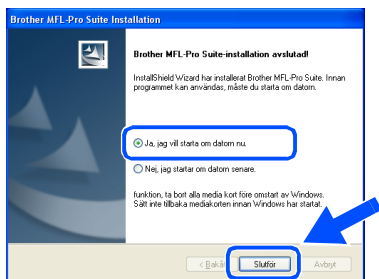 Brother MFL-Pro Suite Installation
Brother MFL-Pro Suite-installation avslutad!
InstallShield Wizard har installerat Brother MFL-Pro Suite. Innan
programmet kan användas, måste du starta om datorn.
Ja, jag vill starta om datorn nu.
Nej, jag startar om datorn senare.
funktion, ta bort alla media kort före omstart av Windows.
Sätt inte tillbaka mediakorten innan Windows har startat.
Slutför
Avbryt